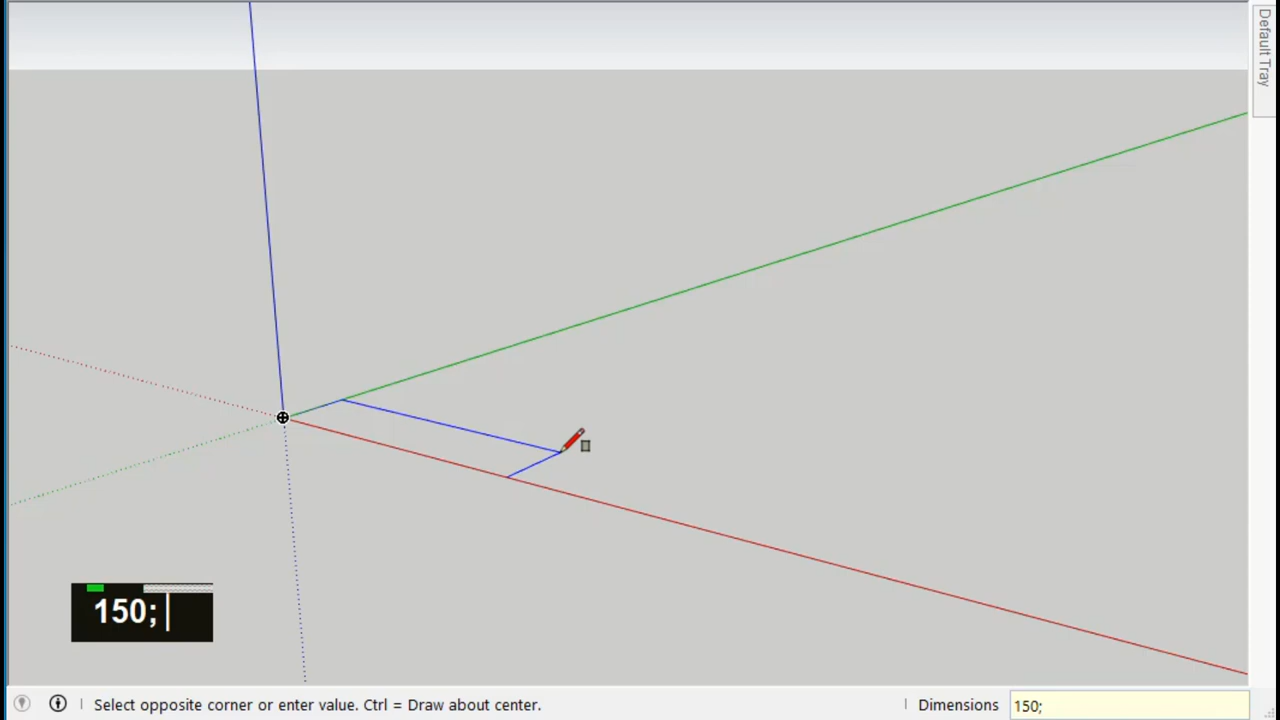 Default Tray
150;
Select opposite corner or enter value. Ctrl = Draw about center.
Dimensions
150;